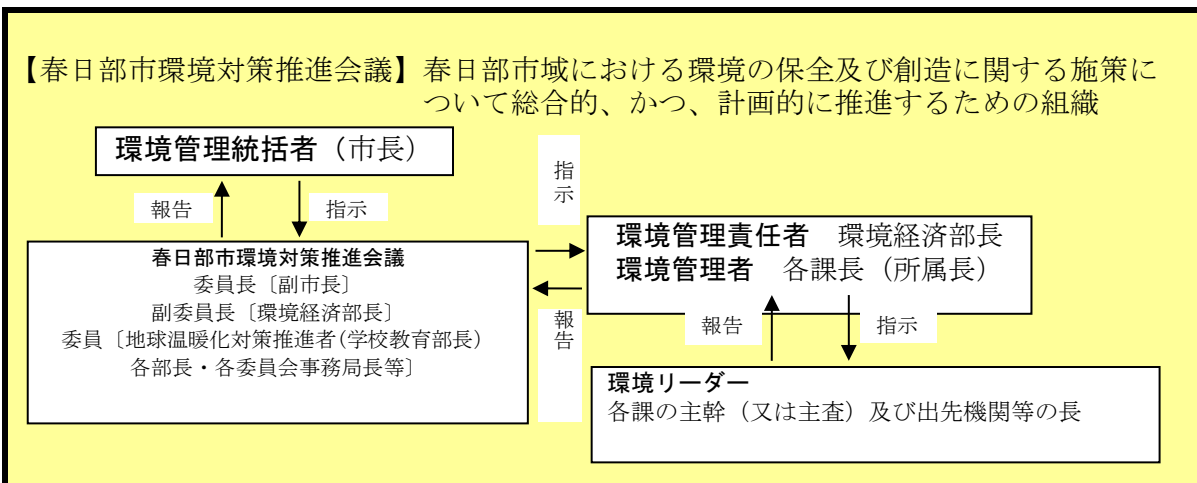 【春日部市環境対策推進会議】春日部市域における環境の保全及び創造に関する施策に
ついて総合的、かつ、計画的に推進するための組織
環境管理統括者（市長）
報告
指示
春日部市環境対策推進会議
委員長〔副市長〕
副委員長〔環境経済部長〕
委員〔地球温暖化対策推進者(学校教育部長)
各部長・各委員会事務局長等〕
指示
報告
環境管理責任者　環境経済部長
環境管理者　各課長（所属長）
報告
指示
環境リーダー
各課の主幹（又は主査）及び出先機関等の長